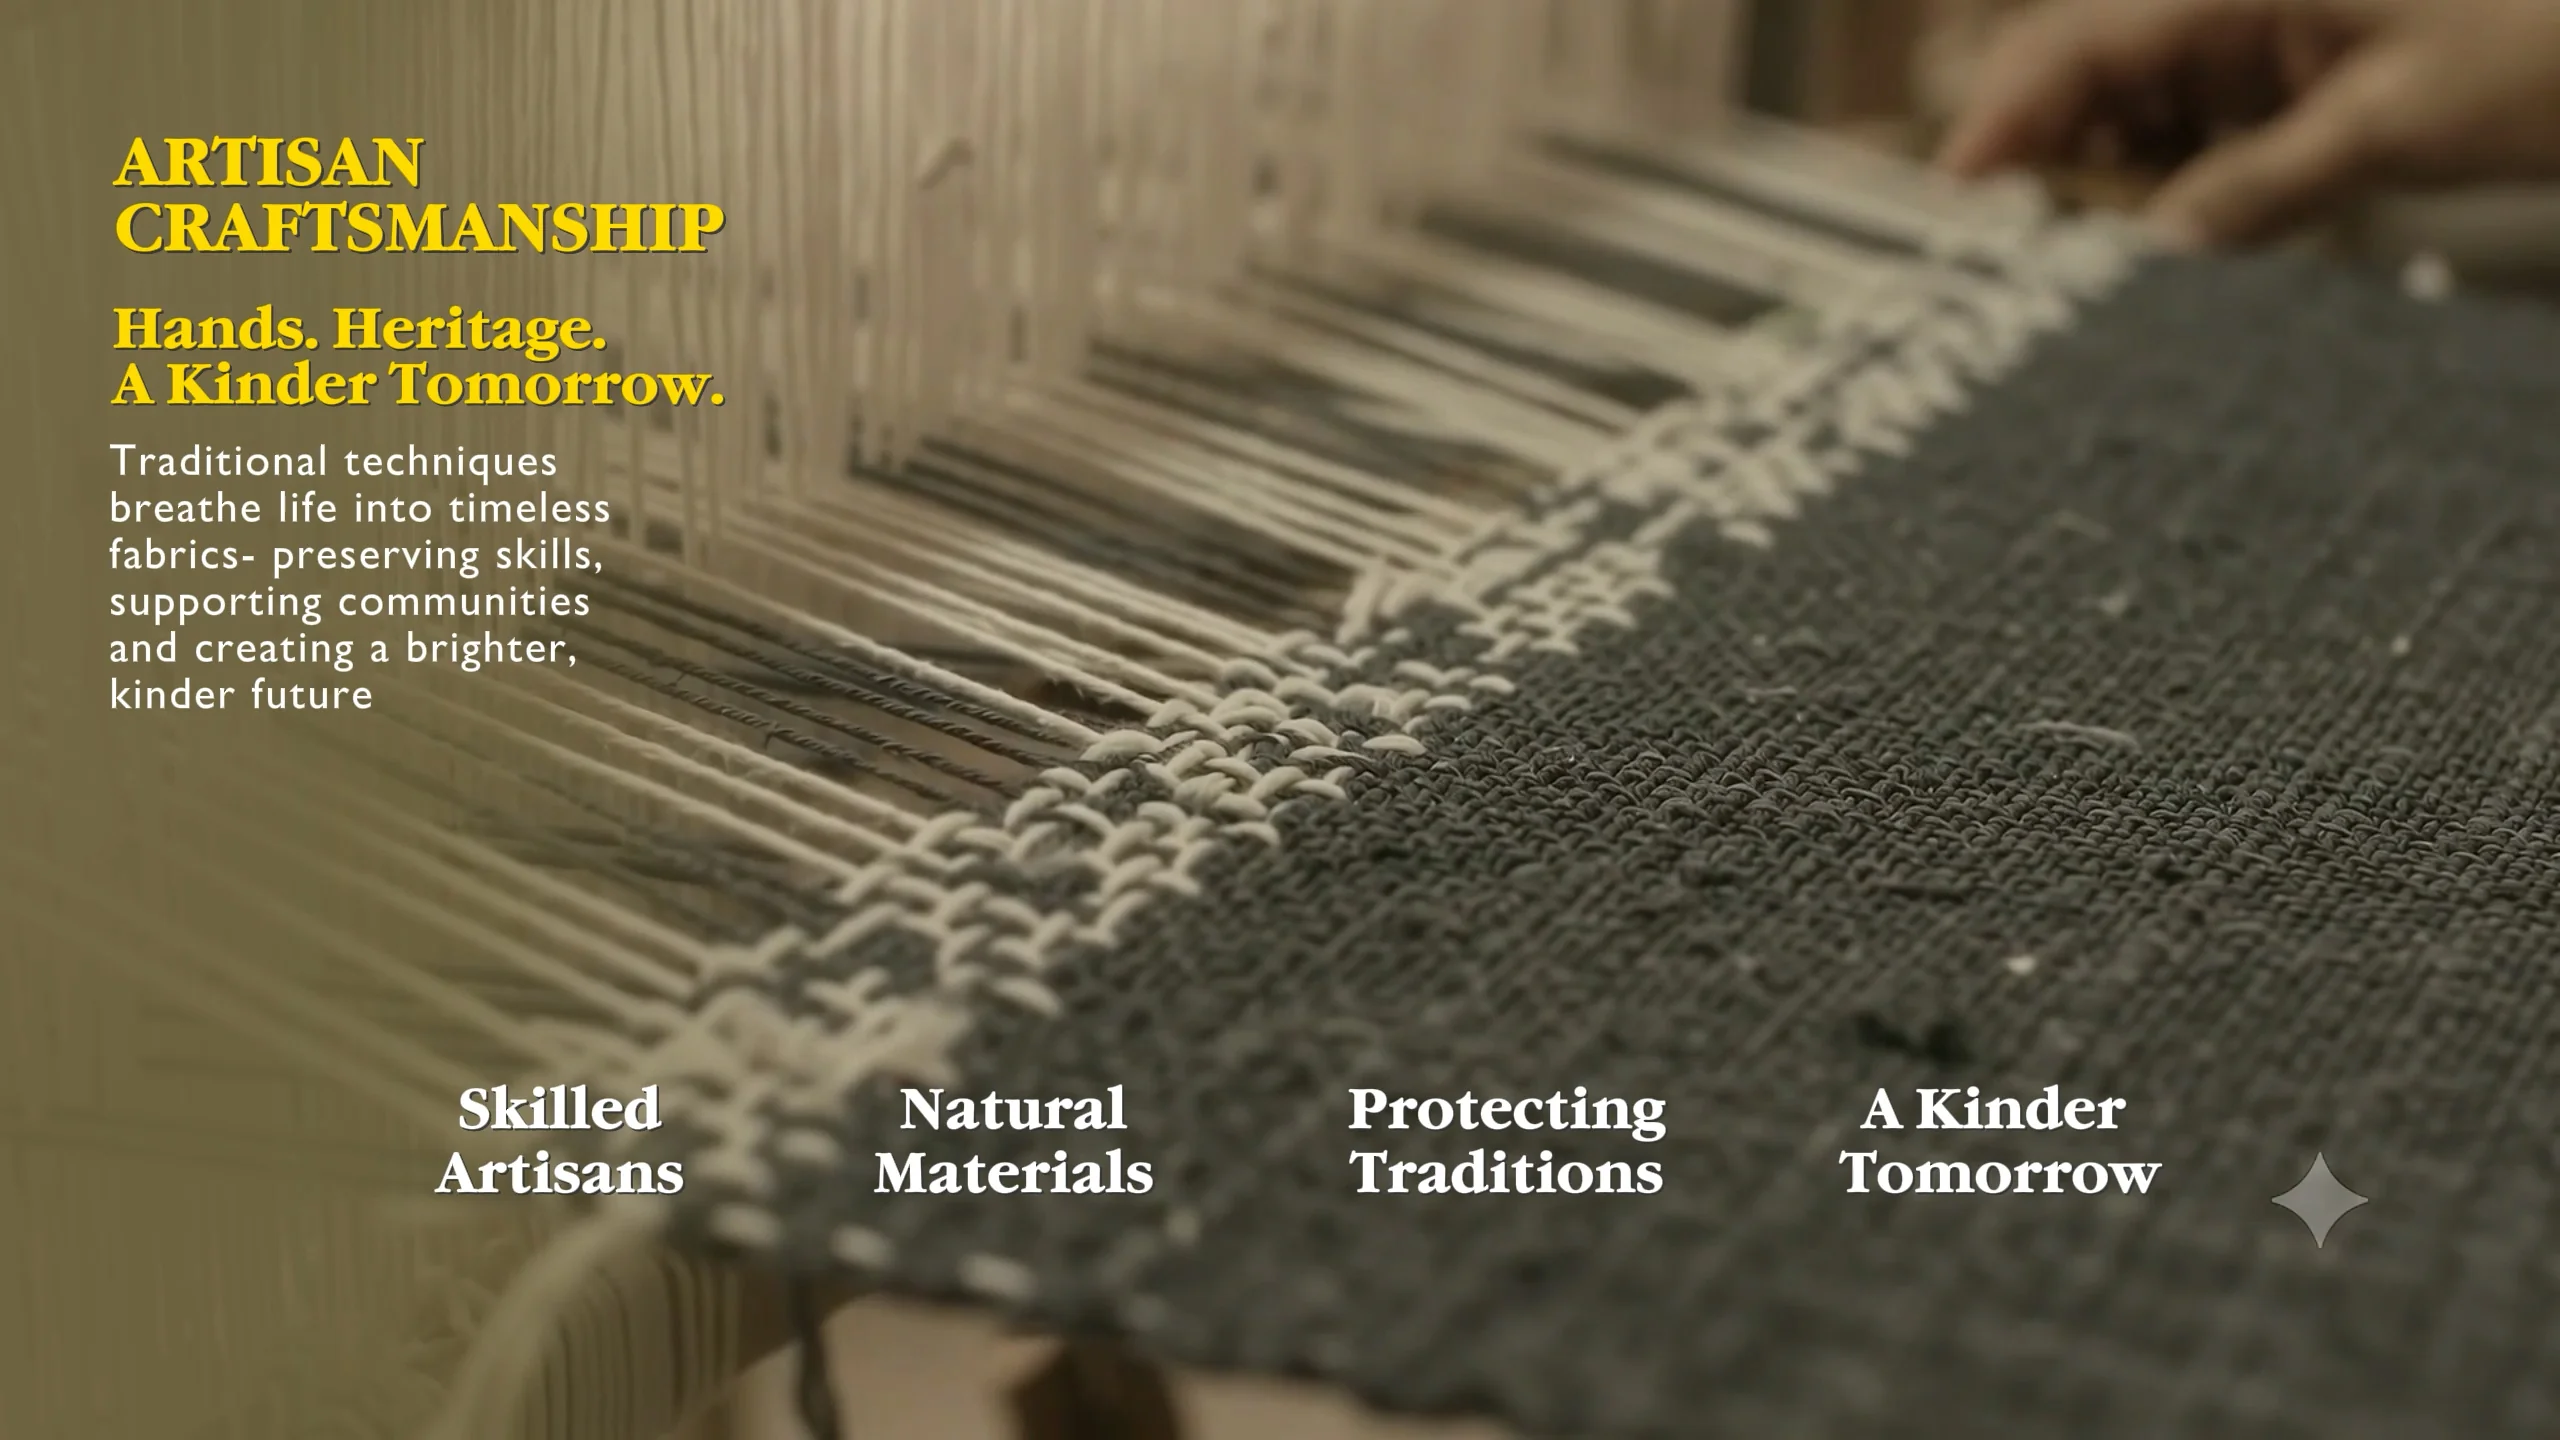 ARTISAN
CRAFTSMANSHIP
Hands. Heritage.
A Kinder Tomorrow.
Traditional techniques
breathe life into timeless
fabrics- preserving skills,
supporting communities
and creating a brighter,
kinder future
Skilled
Artisans
Natural
Materials
Protecting
Traditions
A Kinder
Tomorrow